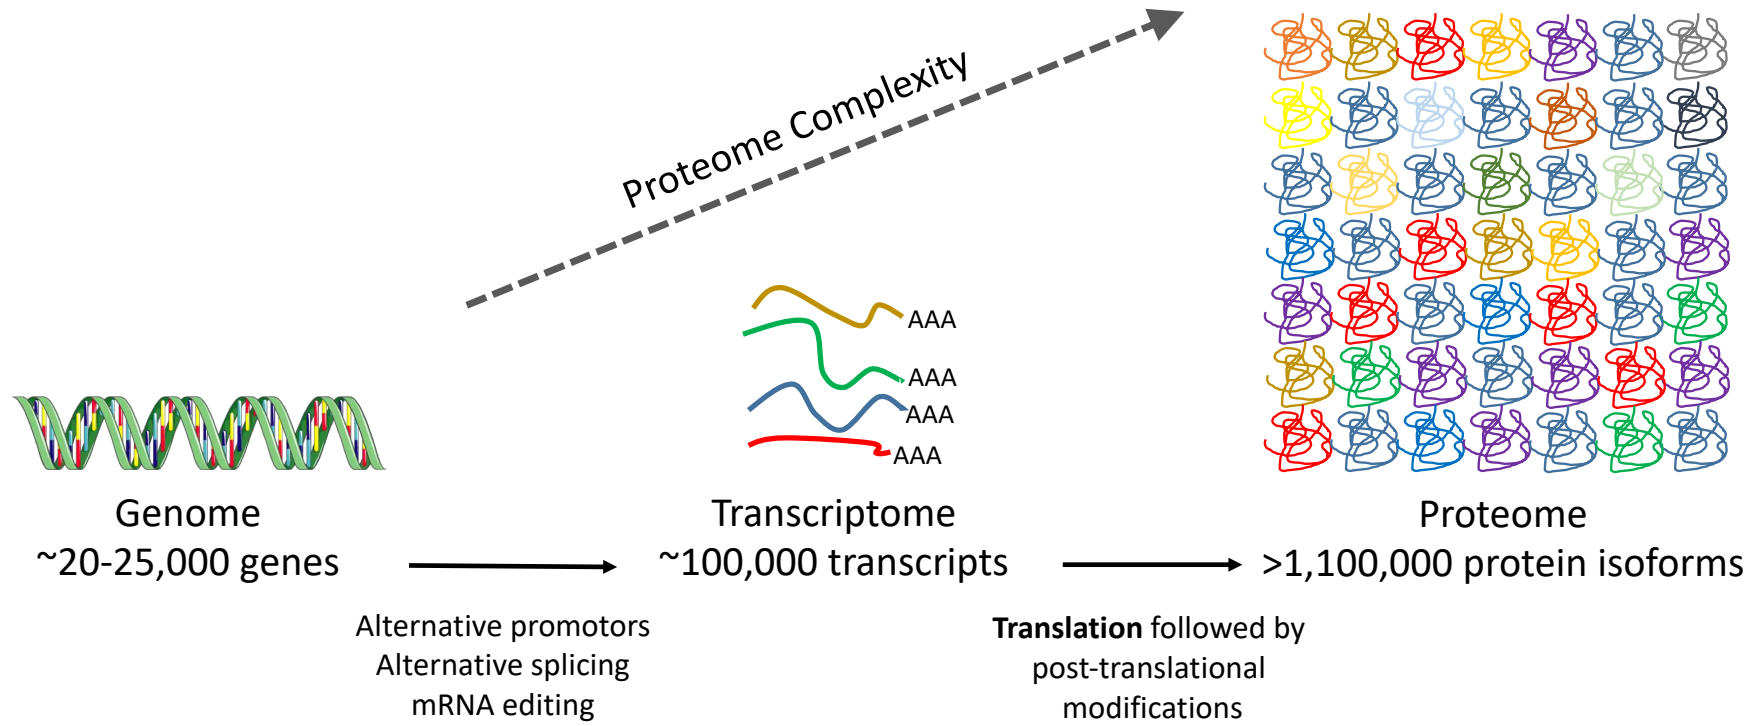 Proteome Complexity
AAA
AAA
AAA
AAA
Genome
~20-25,000 genes
Transcriptome
~100,000 transcripts
Proteome
>1,100,000 protein isoforms
Alternative promotors
Alternative splicing
mRNA editing
Translation followed by
post-translational
modifications